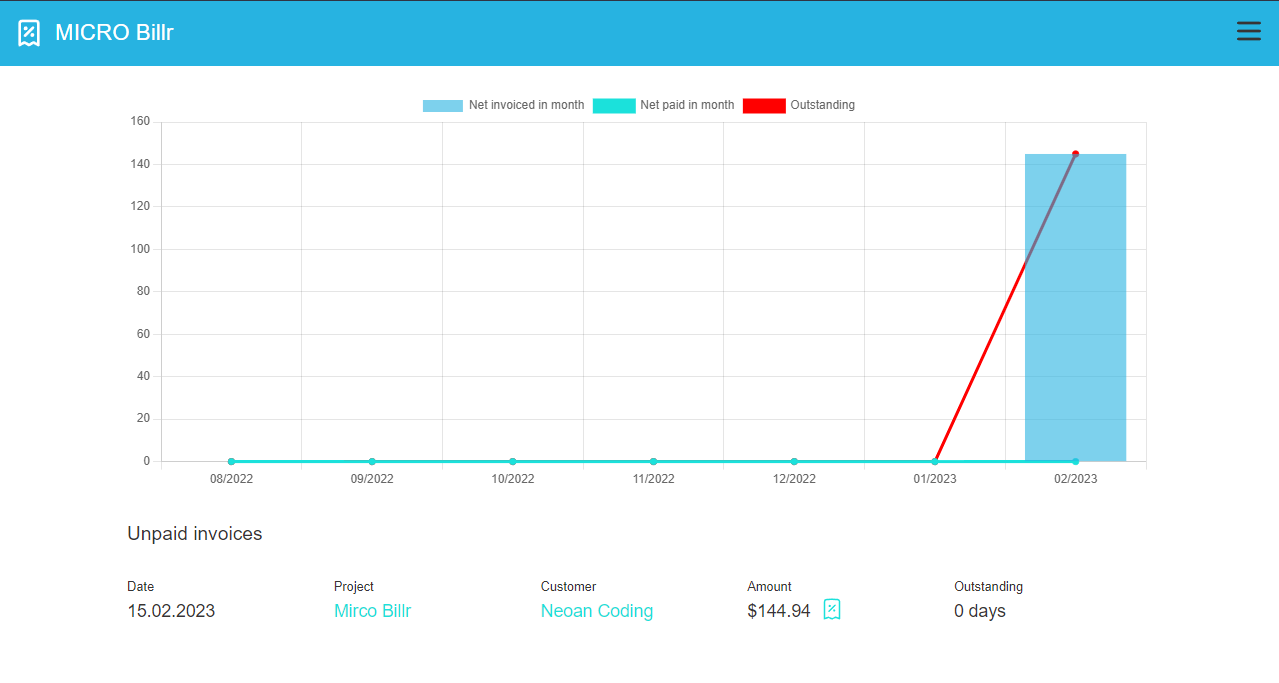 MICRO Billr
Net invoiced in month Net paid in month Outstanding
160
140
120
100
80
60
40
20
0
08/2022 09/2022 10/2022 11/2022 12/2022 01/2023 02/2023
Unpaid invoices
Date Project Customer Amount Outstanding
15.02.2023 Mirco Billr Neoan Coding $144.94 0 days